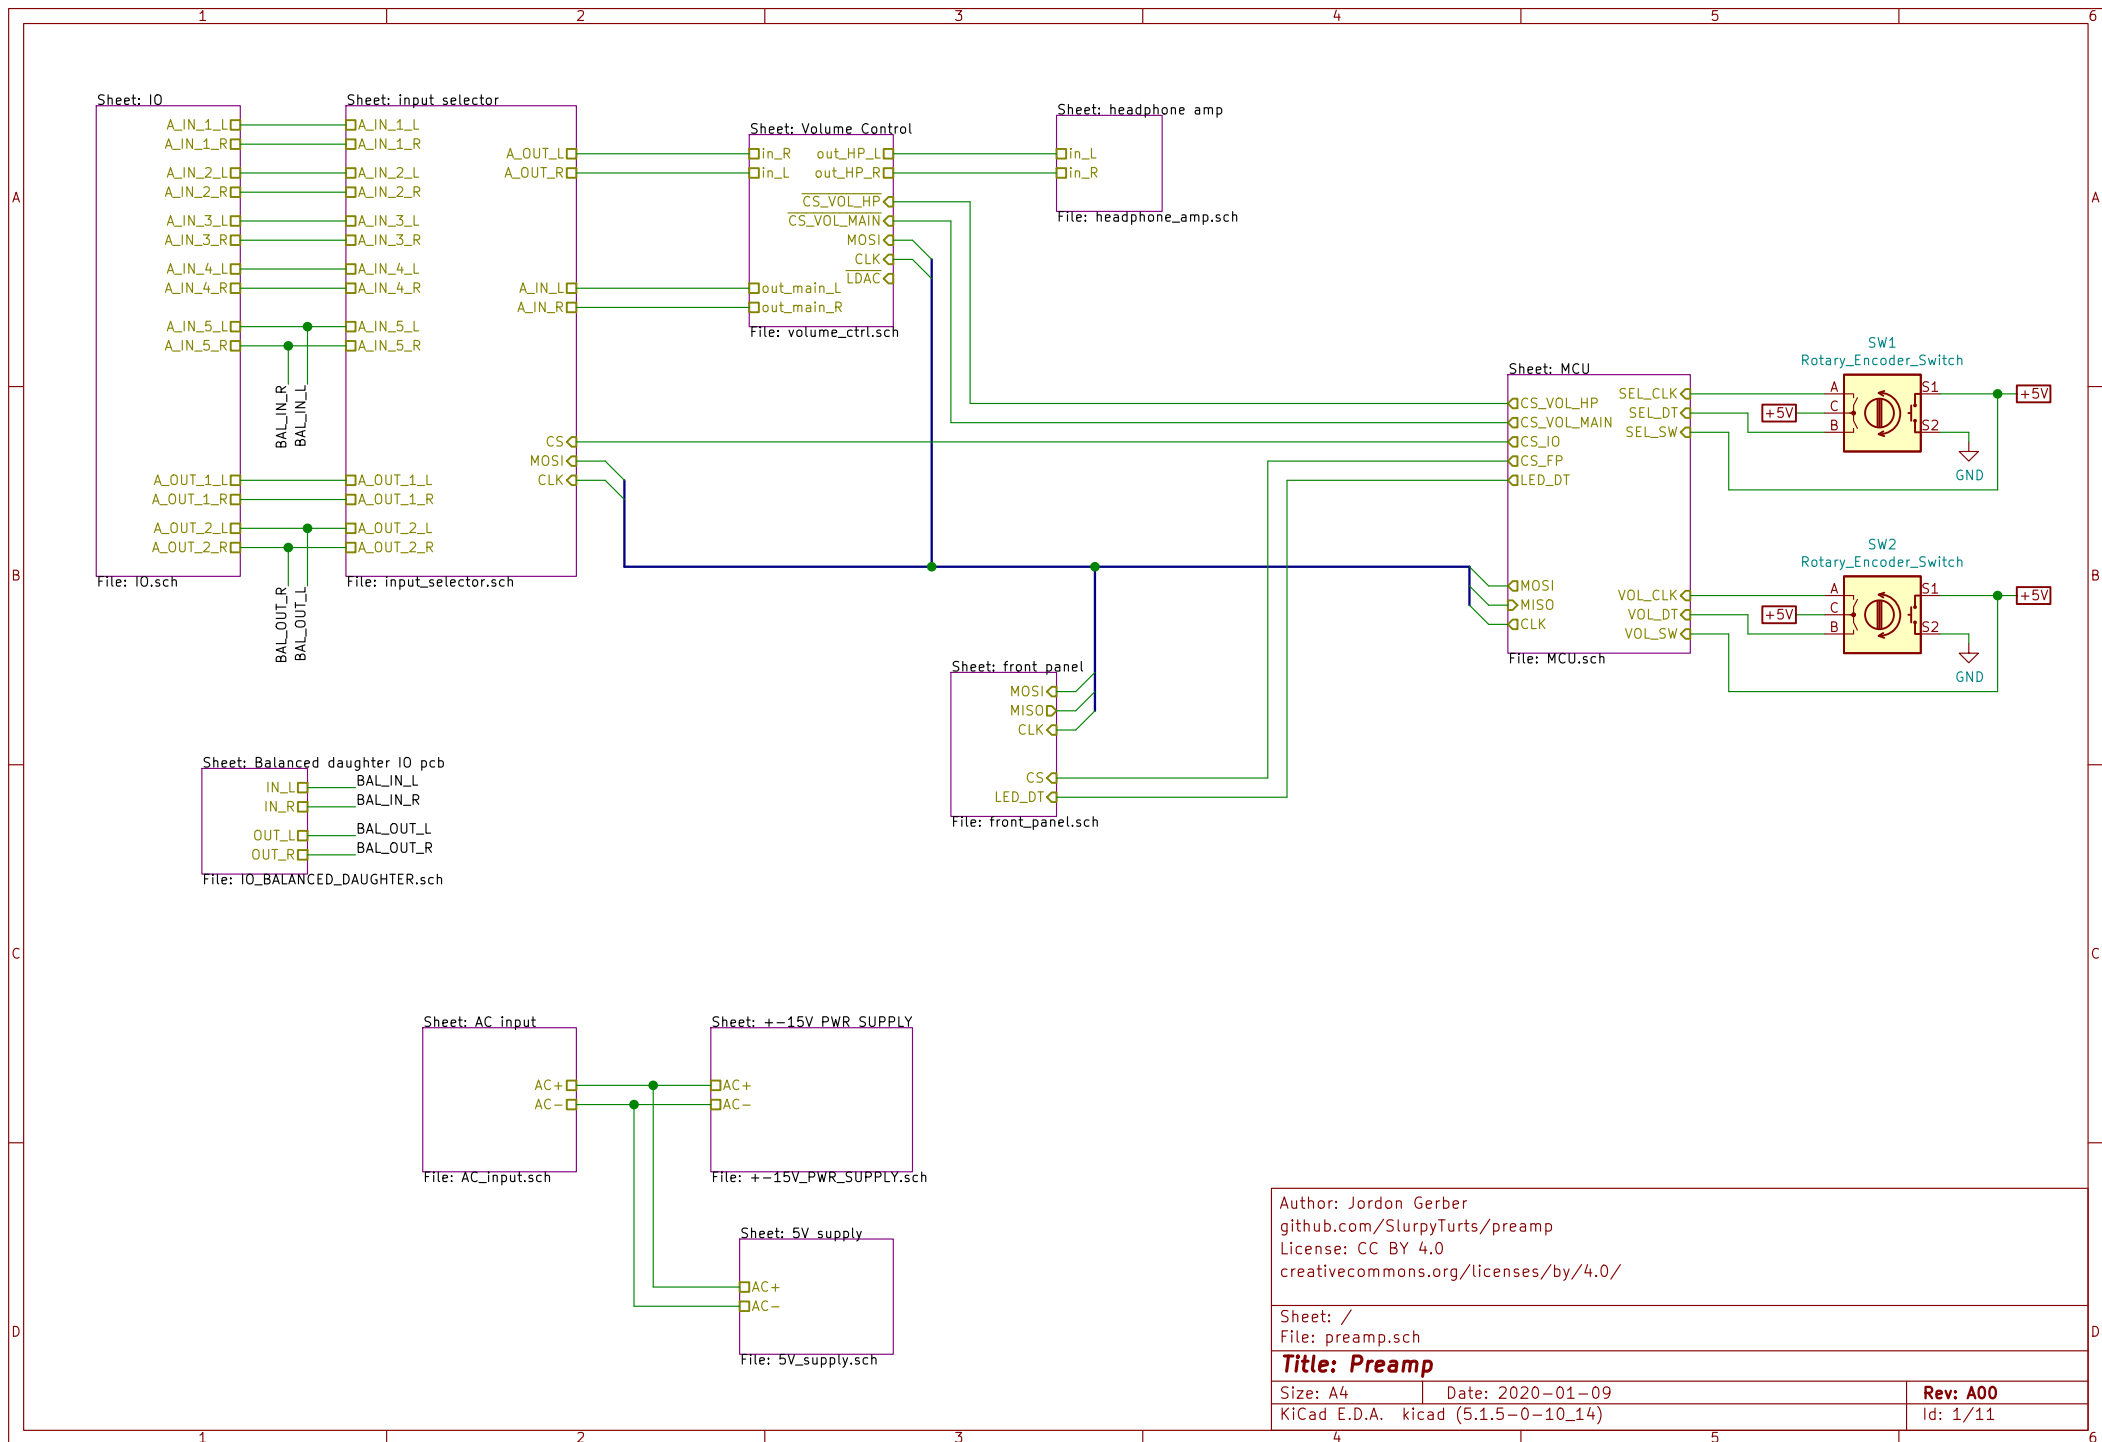 1 2 3 4 5 6
A A
B B
C C
D D
Sheet: IO
A_IN_1_L
A_IN_1_R
A_IN_2_L
A_IN_2_R
A_IN_3_L
A_IN_3_R
A_IN_4_L
A_IN_4_R
A_IN_5_L
A_IN_5_R
A_OUT_1_L
A_OUT_1_R
A_OUT_2_L
A_OUT_2_R
File: IO.sch
BAL_IN_R
BAL_IN_L
BAL_OUT_R
BAL_OUT_L
Sheet: input selector
A_IN_1_L
A_IN_1_R
A_IN_2_L
A_IN_2_R
A_IN_3_L
A_IN_3_R
A_IN_4_L
A_IN_4_R
A_IN_5_L
A_IN_5_R
A_OUT_1_L
A_OUT_1_R
A_OUT_2_L
A_OUT_2_R
A_OUT_L
A_OUT_R
A_IN_L
A_IN_R
CS
MOSI
CLK
File: input_selector.sch
Sheet: Volume Control
in_R
in_L
out_HP_L
out_HP_R
CS_VOL_HP
CS_VOL_MAIN
MOSI
CLK
LDAC
out_main_L
out_main_R
File: volume_ctrl.sch
Sheet: headphone amp
in_L
in_R
File: headphone_amp.sch
Sheet: MCU
CS_VOL_HP
CS_VOL_MAIN
CS_IO
CS_FP
LED_DT
MOSI
MISO
CLK
SEL_CLK
SEL_DT
SEL_SW
VOL_CLK
VOL_DT
VOL_SW
File: MCU.sch
SW1
Rotary_Encoder_Switch
A
C
B
S1
S2
+5V
+5V
GND
SW2
Rotary_Encoder_Switch
A
C
B
S1
S2
+5V
+5V
GND
Sheet: front panel
MOSI
MISO
CLK
CS
LED_DT
File: front_panel.sch
Sheet: Balanced daughter IO pcb
IN_L
IN_R
OUT_L
OUT_R
BAL_IN_L
BAL_IN_R
BAL_OUT_L
BAL_OUT_R
File: IO_BALANCED_DAUGHTER.sch
Sheet: AC input
AC+
AC-
File: AC_input.sch
Sheet: +-15V PWR SUPPLY
AC+
AC-
File: +-15V_PWR_SUPPLY.sch
Sheet: 5V supply
AC+
AC-
File: 5V_supply.sch
Author: Jordon Gerber
github.com/SlurpyTurts/preamp
License: CC BY 4.0
creativecommons.org/licenses/by/4.0/
Sheet: /
File: preamp.sch
Title: Preamp
Size: A4 Date: 2020-01-09 Rev: A00
KiCad E.D.A. kicad (5.1.5-0-10_14) Id: 1/11
1 2 3 4 5 6